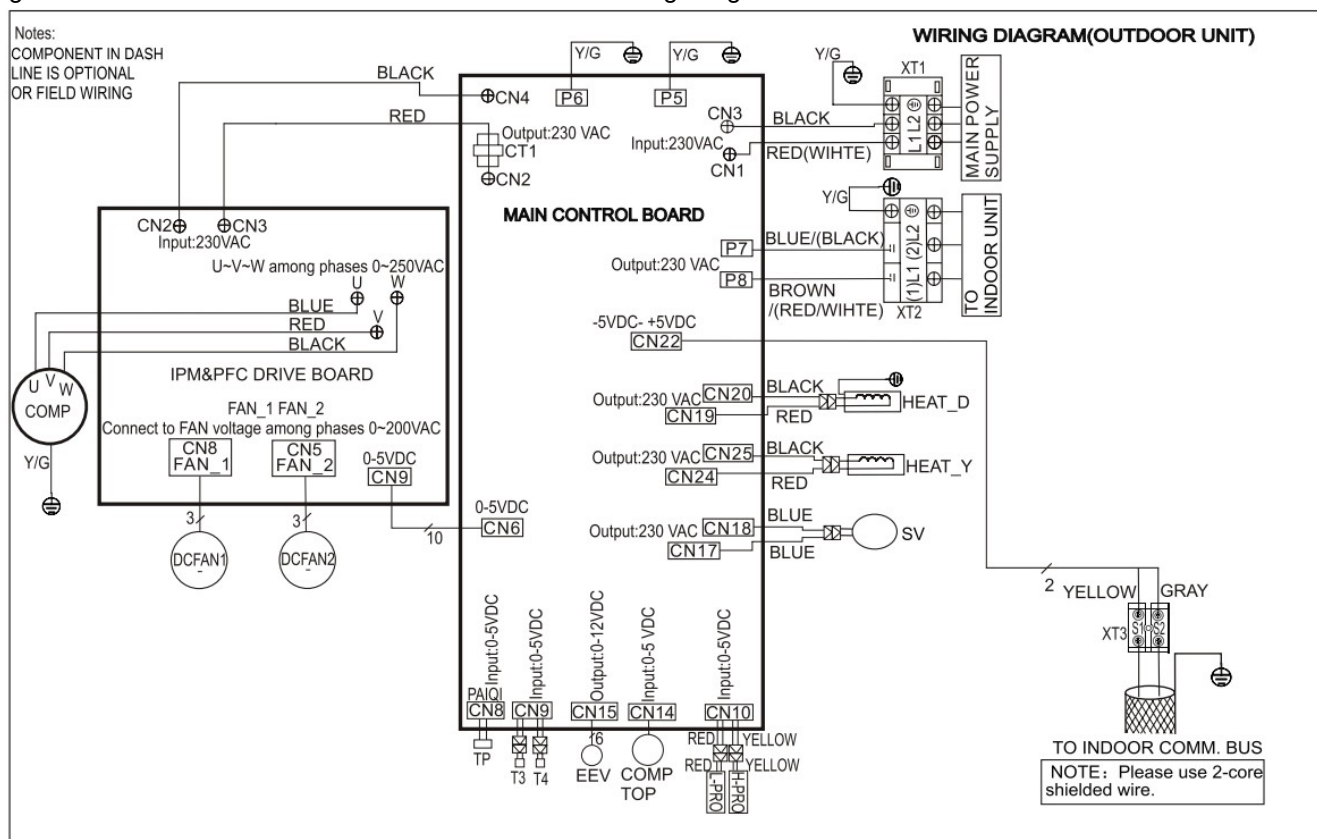 Notes:
COMPONENT IN DASH
LINE IS OPTIONAL
OR FIELD WIRING
WIRING DIAGRAM(OUTDOOR UNIT)
BLACK
RED
CN4
Output:230 VAC
CT1
CN2
Y/G
P6
Y/G
P5
CN3
Input:230VAC
CN1
BLACK
RED(WIHTE)
Y/G
XT1
L1 L2
MAIN POWER
SUPPLY
MAIN CONTROL BOARD
Y/G
P7
BLUE/(BLACK)
Output:230 VAC
P8
BROWN
/(RED/WIHTE)
(1)L1 (2)L2
XT2
TO
INDOOR UNIT
CN2
CN3
Input:230VAC
U~V~W among phases 0~250VAC
U
W
V
BLUE
RED
BLACK
U V W
COMP
Y/G
IPM&PFC DRIVE BOARD
FAN_1 FAN_2
Connect to FAN voltage among phases 0~200VAC
CN8
FAN_1
CN5
FAN_2
0-5VDC
CN9
3
DCFAN1
3
DCFAN2
10
0-5VDC
CN6
-5VDC- +5VDC
CN22
Output:230 VAC
CN20
CN19
BLACK
RED
HEAT_D
Output:230 VAC
CN25
CN24
BLACK
RED
HEAT_Y
Output:230 VAC
CN18
CN17
BLUE
BLUE
SV
2
YELLOW
GRAY
XT3
S1
S2
TO INDOOR COMM. BUS
NOTE: Please use 2-core
shielded wire.
Input:0-5VDC
PAIQI
CN8
TP
Input:0-5VDC
CN9
T3
T4
Output:0-12VDC
CN15
6
EEV
Input:0-5 VDC
CN14
COMP
TOP
Input:0-5VDC
CN10
RED
YELLOW
RED
YELLOW
L-PRO
H-PRO